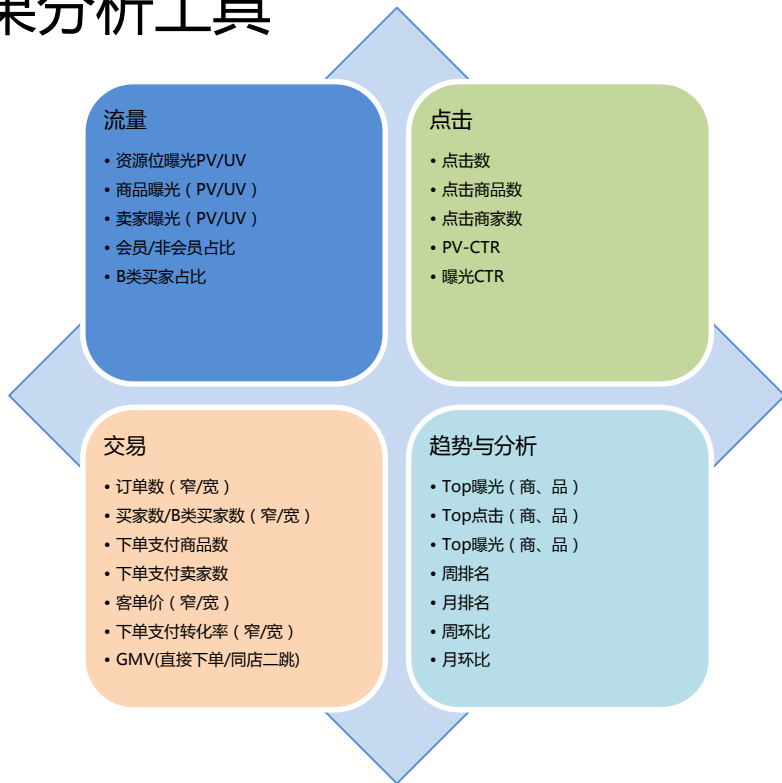 果分析工具
流量
• 资源位曝光PV/UV
• 商品曝光（PV/UV）
• 卖家曝光（PV/UV）
• 会员/非会员占比
• B类买家占比
点击
• 点击数
• 点击商品数
• 点击商家数
• PV-CTR
• 曝光CTR
交易
• 订单数（窄/宽）
• 买家数/B类买家数（窄/宽）
• 下单支付商品数
• 下单支付卖家数
• 客单价（窄/宽）
• 下单支付转化率（窄/宽）
• GMV(直接下单/同店二跳)
趋势与分析
• Top曝光（商、品）
• Top点击（商、品）
• Top曝光（商、品）
• 周排名
• 月排名
• 周环比
• 月环比